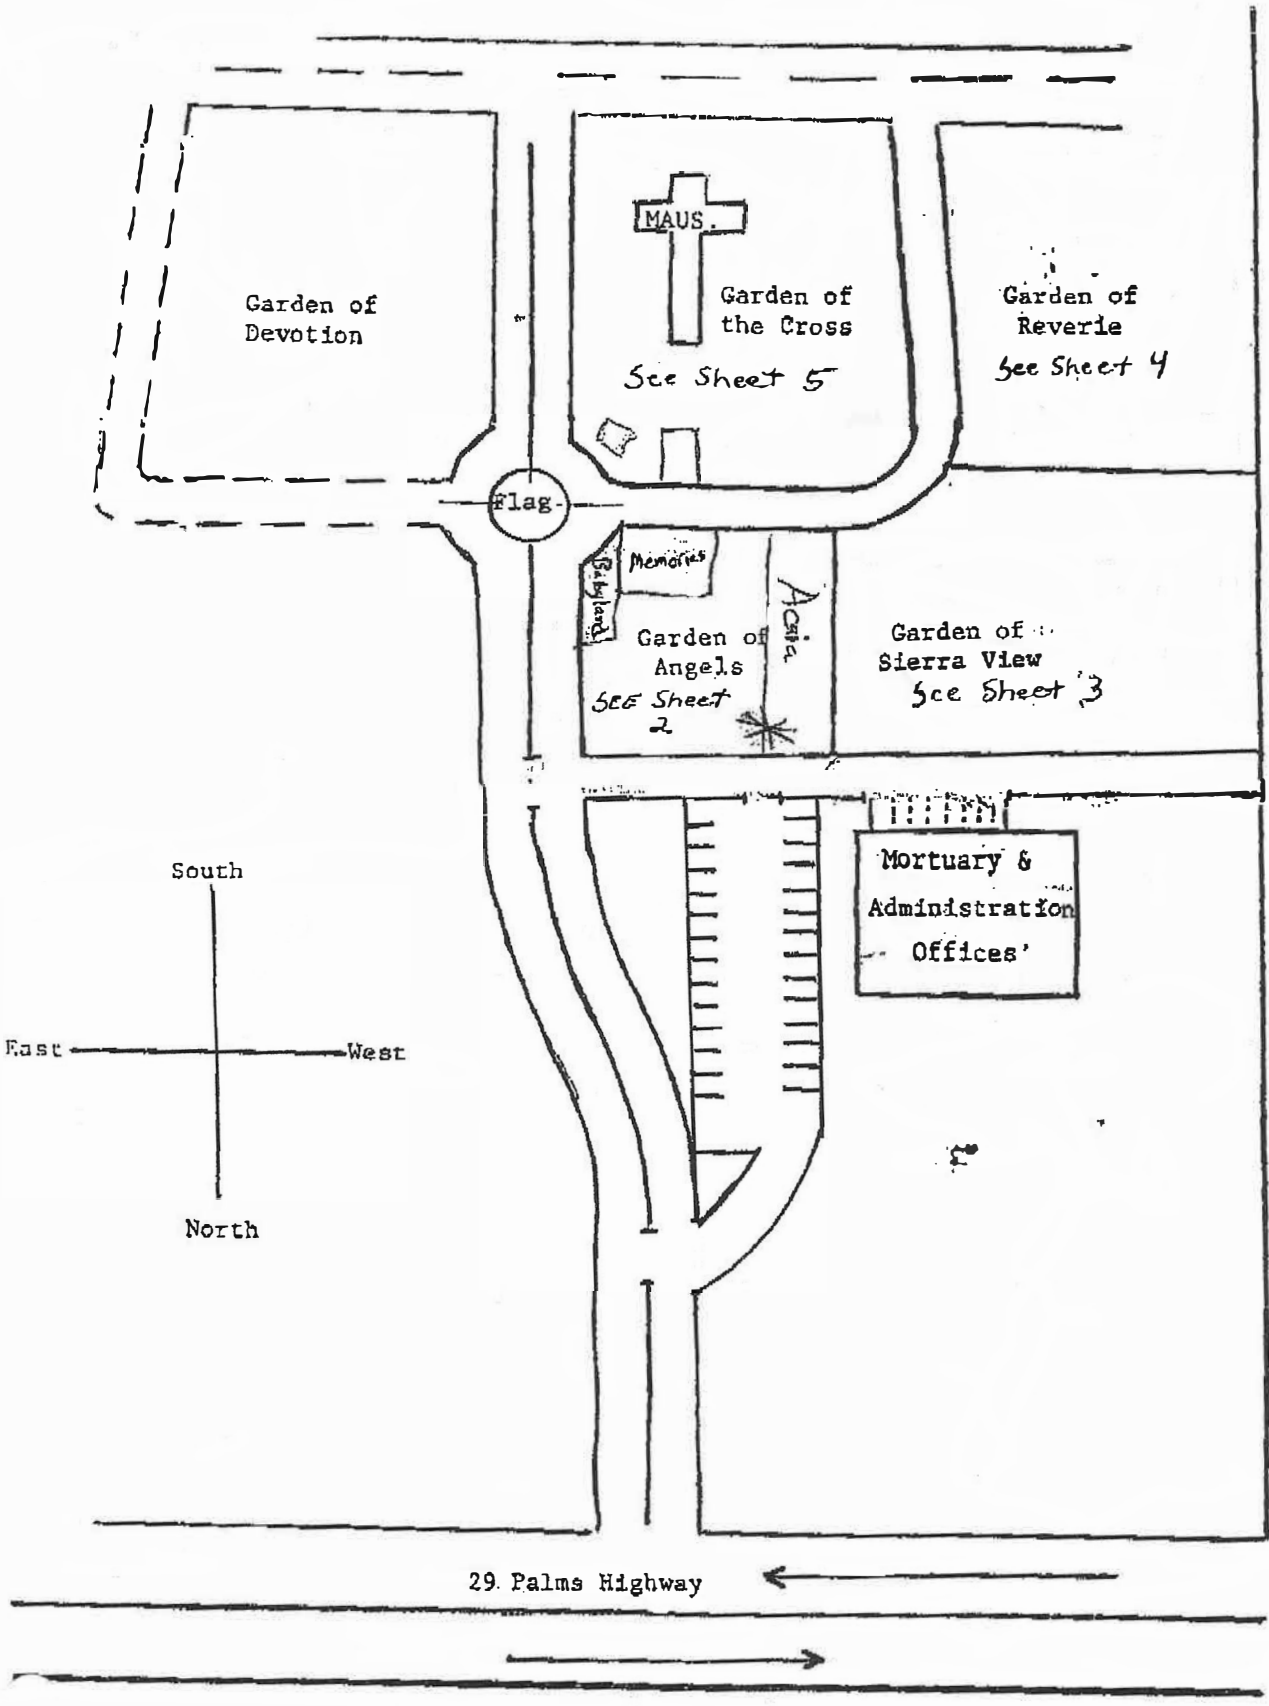 MAUS.
Garden of
Devotion
Garden of
the Cross
See Sheet 5
Garden of
Reverie
See Sheet 4
Flag
Babyland
Memories
Acaia
Garden of
Angels
SEE Sheet
2
Garden of
Sierra View
See Sheet 3
Mortuary &
Administration
Offices'
South
East
West
North
29 Palms Highway